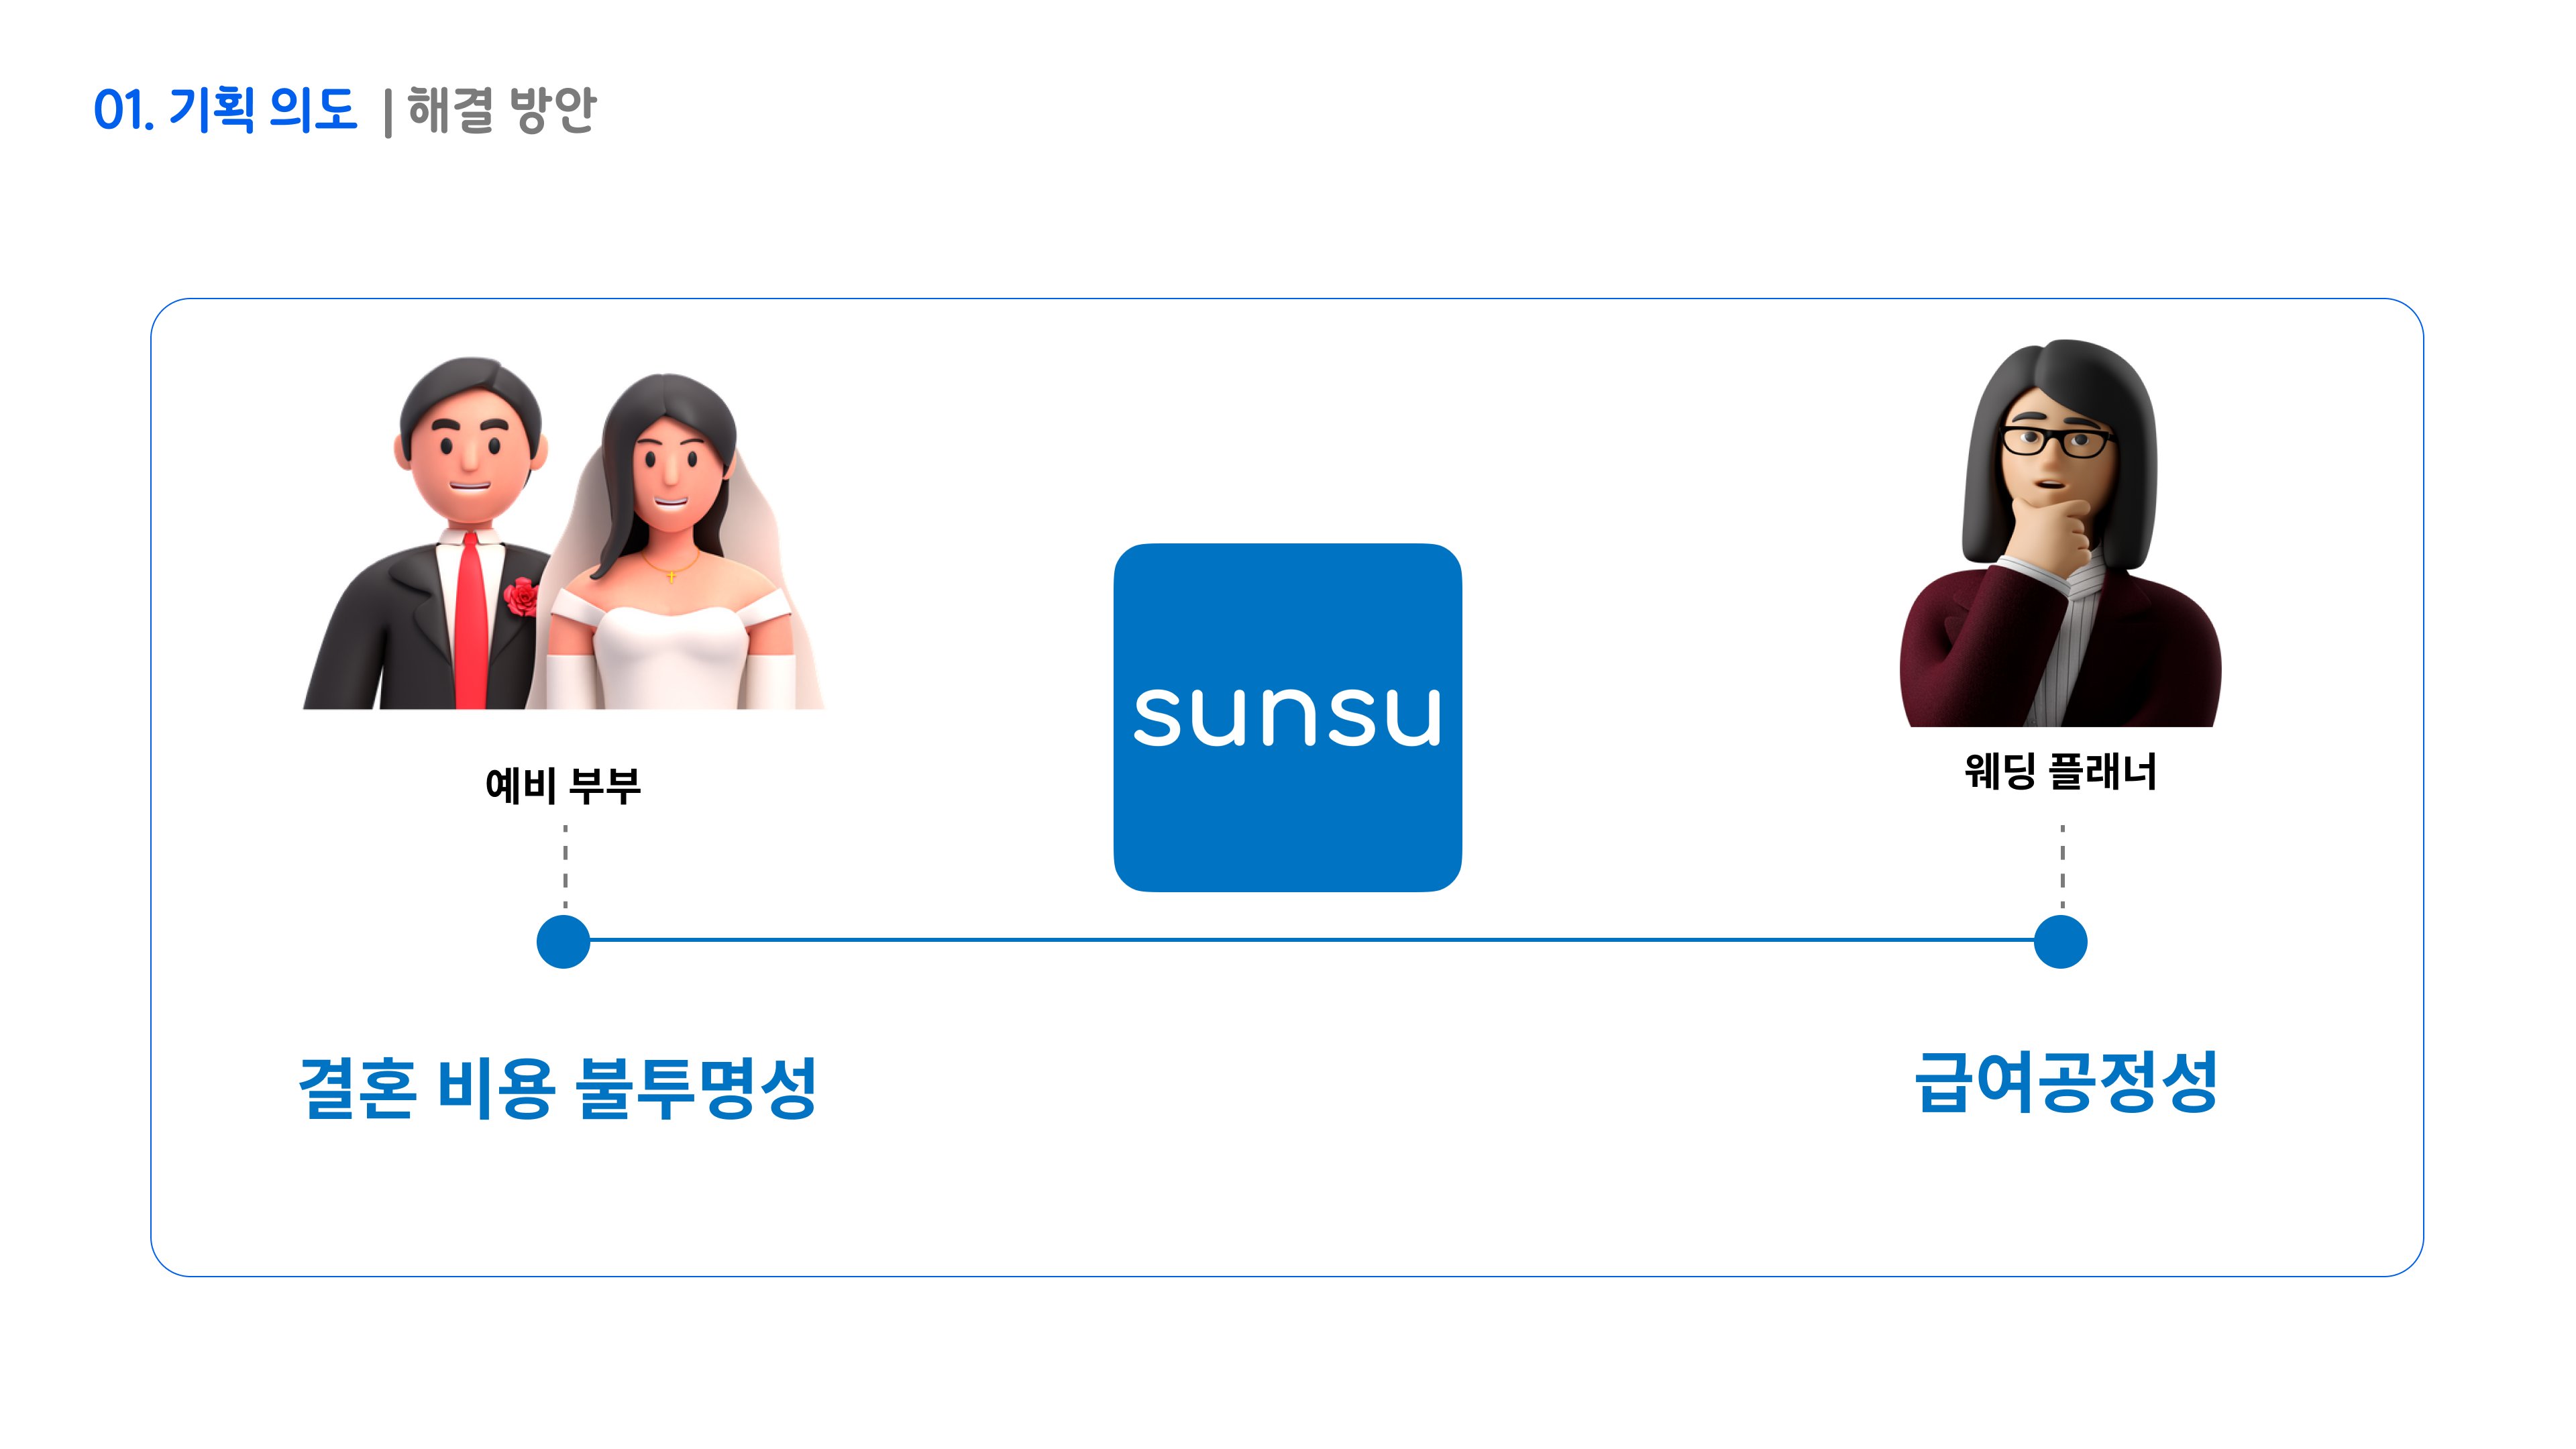 01. 기획 의도 | 해결 방안
sunsu
예비 부부
웨딩 플래너
결혼 비용 불투명성
급여공정성